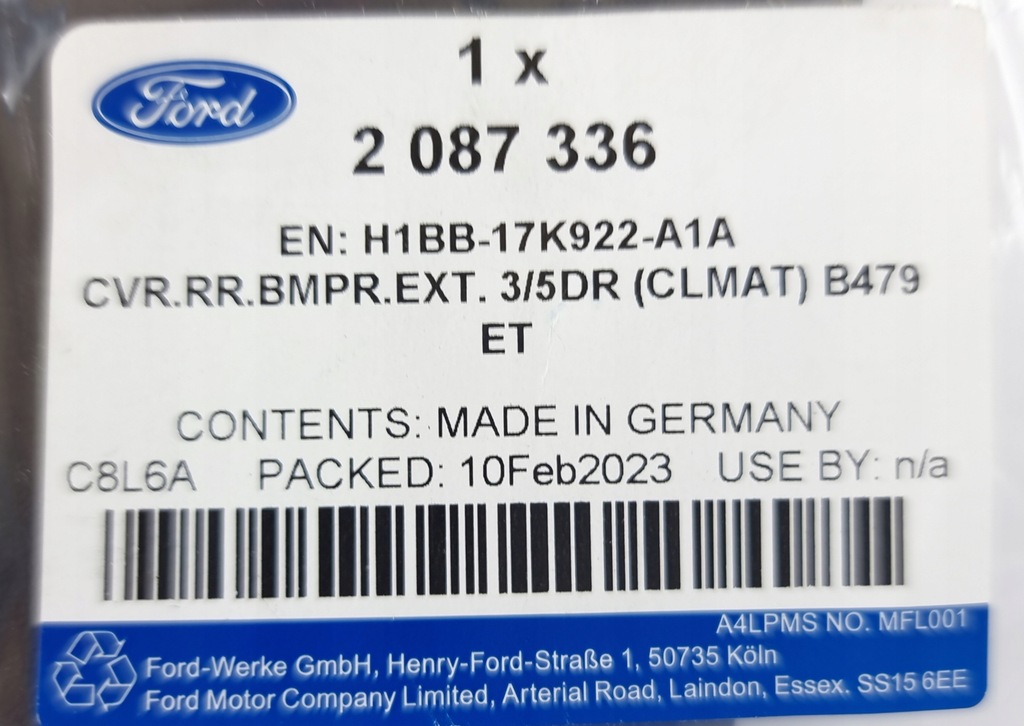 Ford
1 x
2 087 336
EN: H1BB-17K922-A1A
CVR.RR.BMPR.EXT. 3/5DR (CLMAT) B479
ET
CONTENTS: MADE IN GERMANY
C8L6A PACKED: 10Feb2023 USE BY: n/a
A4LPMS NO. MFL001
Ford-Werke GmbH, Henry-Ford-Straße 1, 50735 Köln
Ford Motor Company Limited, Arterial Road, Laindon, Essex. SS15 6EE